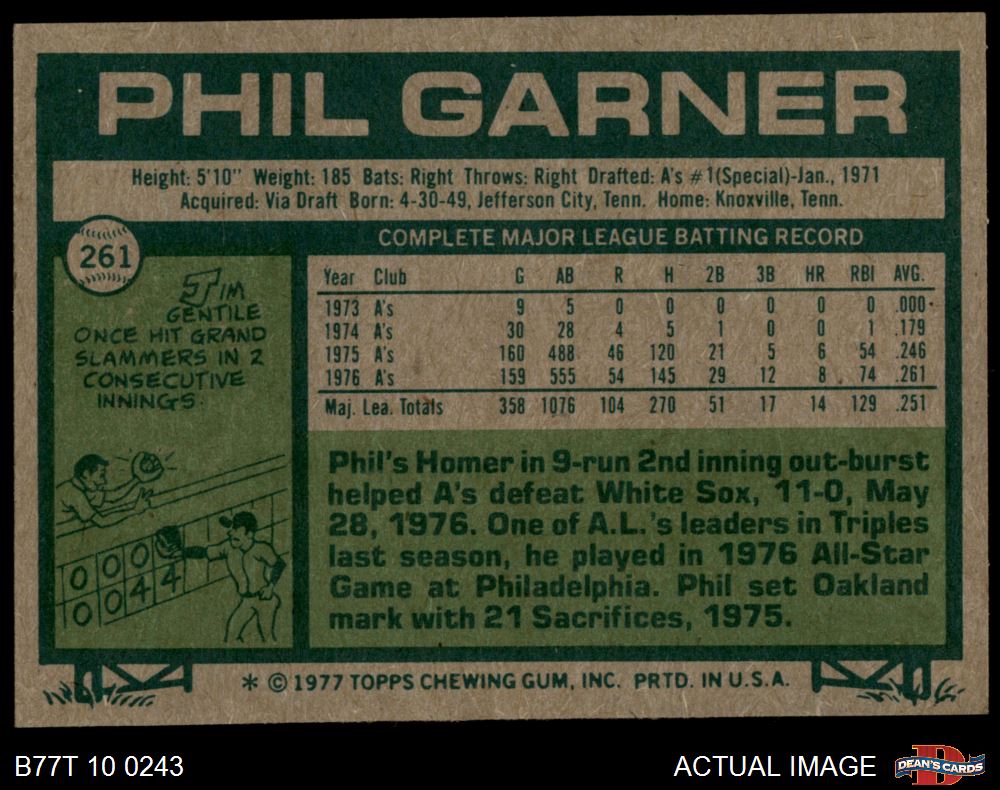 PHIL GARNER
Height: 5'10" Weight: 185 Bats: Right Throws: Right Drafted: A's #1(Special)-Jan., 1971
Acquired: Via Draft Born: 4-30-49, Jefferson City, Tenn. Home: Knoxville, Tenn.
261
JIM
GENTILE
ONCE HIT GRAND
SLAMMERS IN 2
CONSECUTIVE
INNINGS.
0 0 0
0 0 4 4
COMPLETE MAJOR LEAGUE BATTING RECORD
Year Club G AB R H 2B 3B HR RBI AVG.
1973 A's 9 5 0 0 0 0 0 0 .000
1974 A's 30 28 4 5 1 0 0 1 .179
1975 A's 160 488 46 120 21 5 6 54 .246
1976 A's 159 555 54 145 29 12 8 74 .261
Maj. Lea. Totals 358 1076 104 270 51 17 14 129 .251
Phil's Homer in 9-run 2nd inning out-burst
helped A's defeat White Sox, 11-0, May
28, 1976. One of A.L.'s leaders in Triples
last season, he played in 1976 All-Star
Game at Philadelphia. Phil set Oakland
mark with 21 Sacrifices, 1975.
* © 1977 TOPPS CHEWING GUM, INC. PRTD. IN U.S.A.
B77T 10 0243
ACTUAL IMAGE
DEAN'S CARDS